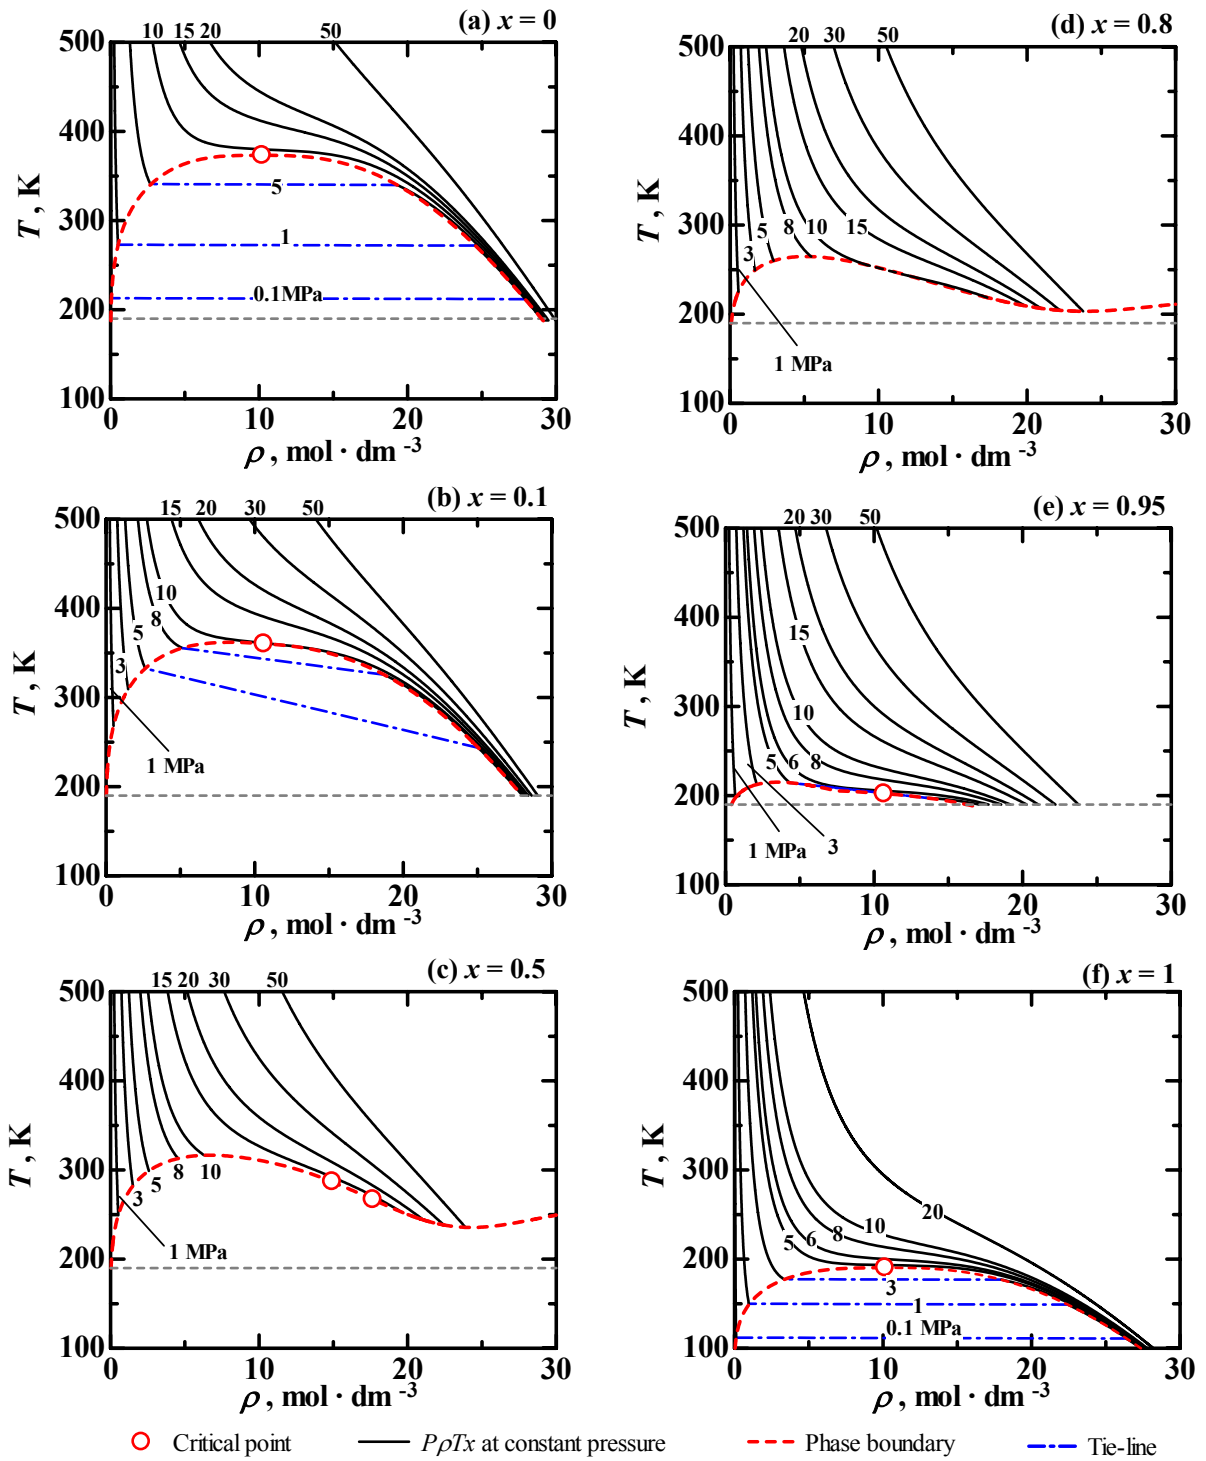 (a) x = 0
10 15 20 50
500
400
300
200
100
T , K
5
1
0.1MPa
0 10 20 30
ρ , mol · dm -3
(b) x = 0.1
15 20 30 50
500
400
300
200
100
T , K
10
8
5
3
1 MPa
0 10 20 30
ρ , mol · dm -3
(c) x = 0.5
15 20 30 50
500
400
300
200
100
T , K
3 5 8 10
1 MPa
0 10 20 30
ρ , mol · dm -3
(d) x = 0.8
20 30 50
500
400
300
200
100
T , K
3 5 8 10 15
1 MPa
0 10 20 30
ρ , mol · dm -3
(e) x = 0.95
20 30 50
500
400
300
200
100
T , K
15
10
5 6 8
1 MPa 3
0 10 20 30
ρ , mol · dm -3
(f) x = 1
500
400
300
200
100
T , K
20
10
8
6
5
3
1
0.1 MPa
0 10 20 30
ρ , mol · dm -3
Critical point PρTx at constant pressure Phase boundary Tie-line